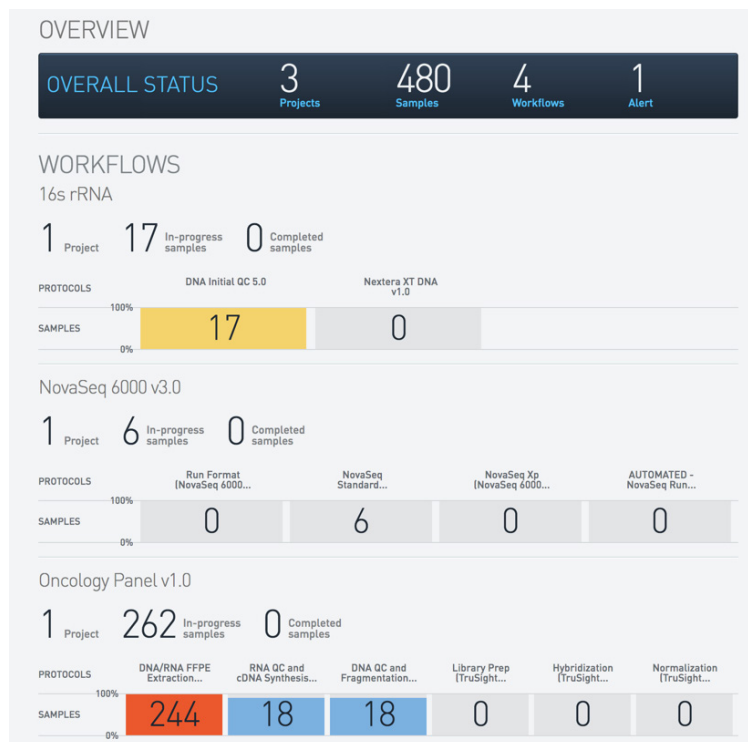 OVERVIEW
OVERALL STATUS 3 Projects 480 Samples 4 Workflows 1 Alert
WORKFLOWS
16s rRNA
1 Project 17 In-progress samples 0 Completed samples
PROTOCOLS DNA Initial QC 5.0 Nextera XT DNA v1.0
100%
SAMPLES 17 0
0%
NovaSeq 6000 v3.0
1 Project 6 In-progress samples 0 Completed samples
PROTOCOLS Run Format (NovaSeq 6000... NovaSeq Standard... NovaSeq Xp (NovaSeq 6000... AUTOMATED - NovaSeq Run...
100%
SAMPLES 0 6 0 0
0%
Oncology Panel v1.0
1 Project 262 In-progress samples 0 Completed samples
PROTOCOLS DNA/RNA FFPE Extraction... RNA QC and cDNA Synthesis... DNA QC and Fragmentation... Library Prep (TruSight... Hybridization (TruSight... Normalization (TruSight...
100%
SAMPLES 244 18 18 0 0 0
0%